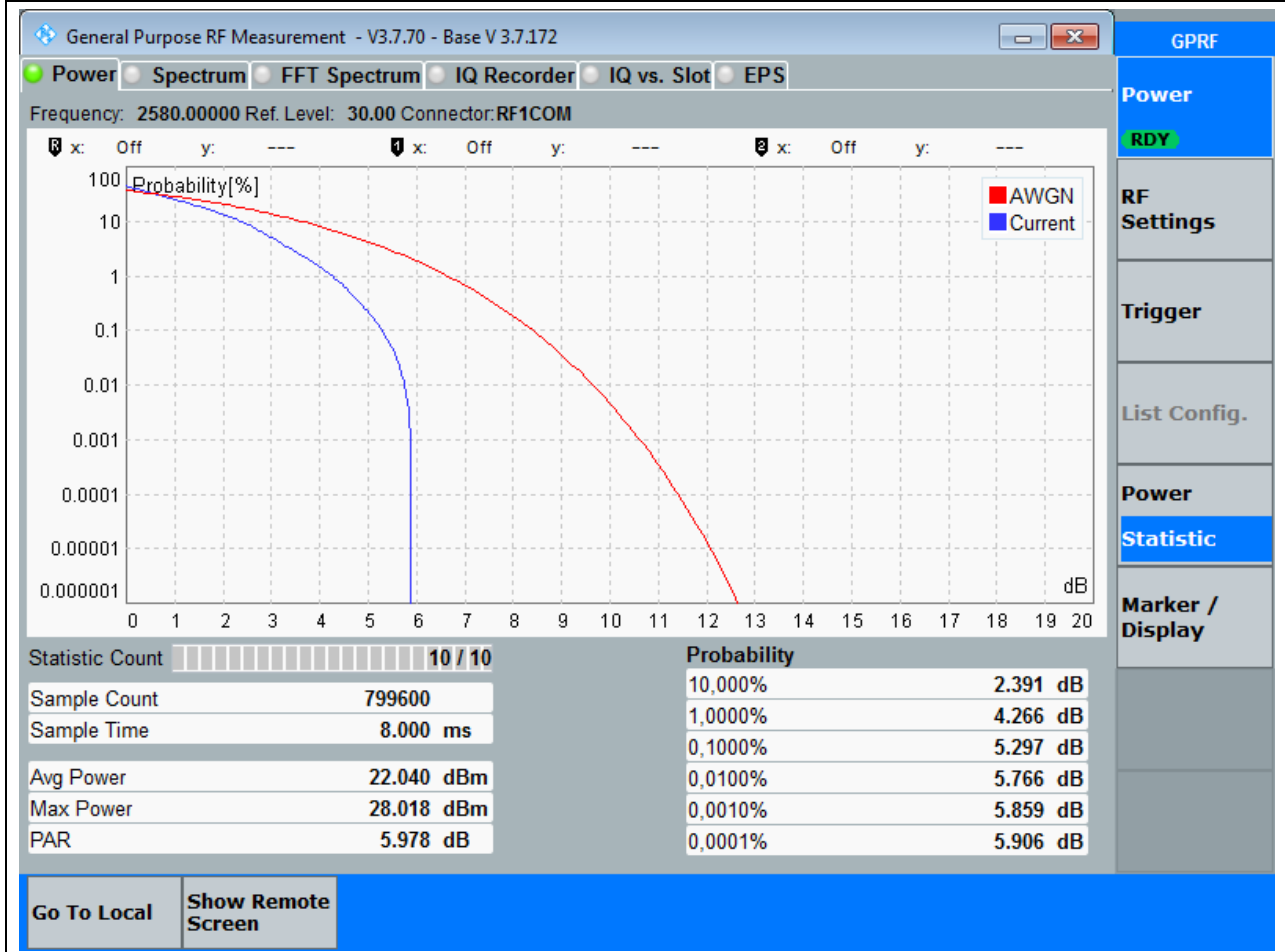 General Purpose RF Measurement - V3.7.70 - Base V 3.7.172
GPRF
Power Spectrum FFT Spectrum IQ Recorder IQ vs. Slot EPS
Frequency: 2580.00000 Ref. Level: 30.00 Connector:RF1COM
R x: Off y: --- 1 x: Off y: --- 2 x: Off y: ---
Probability[%]
AWGN
Current
100
10
1
0.1
0.01
0.001
0.0001
0.00001
0.000001
dB
0 1 2 3 4 5 6 7 8 9 10 11 12 13 14 15 16 17 18 19 20
Statistic Count 10 / 10
Sample Count 799600
Sample Time 8.000 ms
Avg Power 22.040 dBm
Max Power 28.018 dBm
PAR 5.978 dB
Probability
10,000% 2.391 dB
1,0000% 4.266 dB
0,1000% 5.297 dB
0,0100% 5.766 dB
0,0010% 5.859 dB
0,0001% 5.906 dB
Power
RDY
RF
Settings
Trigger
List Config.
Power
Statistic
Marker /
Display
Go To Local
Show Remote
Screen